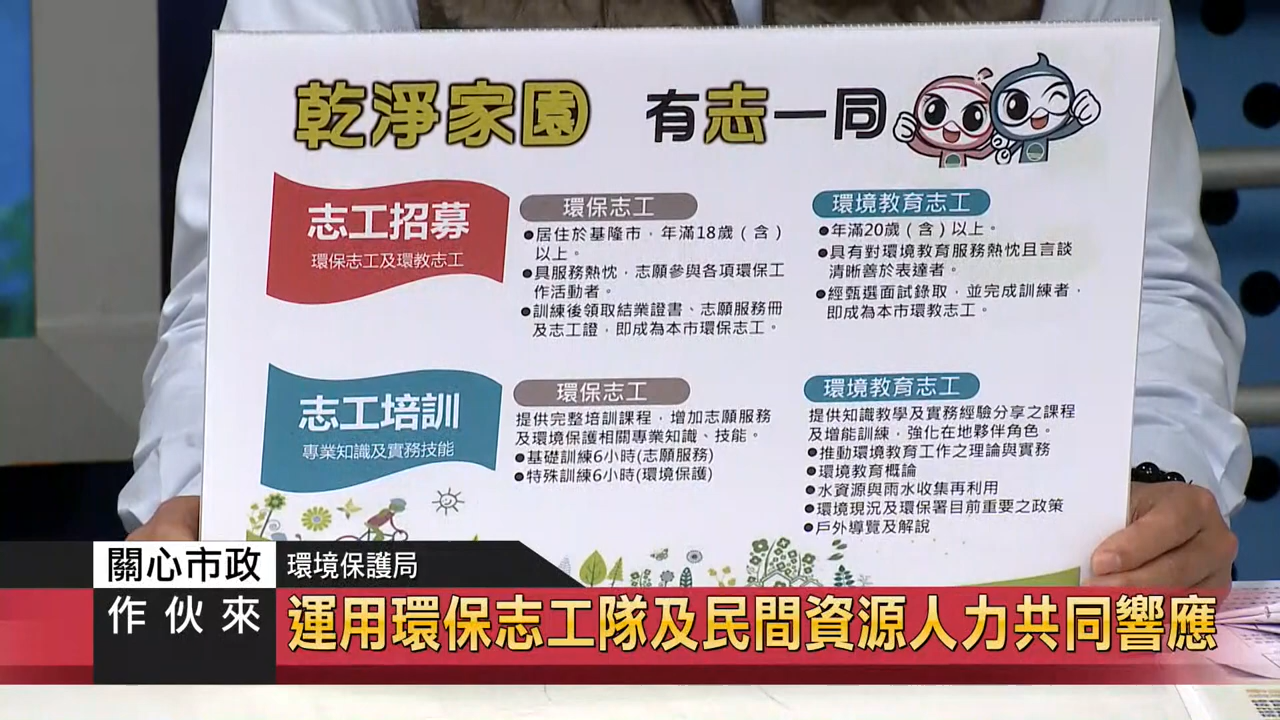 乾淨家園 有志一同
志工招募
環保志工及環教志工
環保志工
●居住於基隆市，年滿18歲（含）
以上。
●具服務熱忱，志願參與各項環保工
作活動者。
●訓練後領取結業證書、志願服務冊
及志工證，即成為本市環保志工。
環境教育志工
●年滿20歲（含）以上。
●具有對環境教育服務熱忱且言談
清晰善於表達者。
●經甄選面試錄取，並完成訓練者，
即成為本市環教志工。
志工培訓
專業知識及實務技能
環保志工
提供完整培訓課程，增加志願服務
及環境保護相關專業知識、技能。
●基礎訓練6小時(志願服務)
●特殊訓練6小時(環境保護)
環境教育志工
提供知識教學及實務經驗分享之課程
及增能訓練，強化在地夥伴角色。
●推動環境教育工作之理論與實務
●環境教育概論
●水資源與雨水收集再利用
●環境現況及環保署目前重要之政策
●戶外導覽及解說
關心市政
作伙來
環境保護局
運用環保志工隊及民間資源人力共同響應